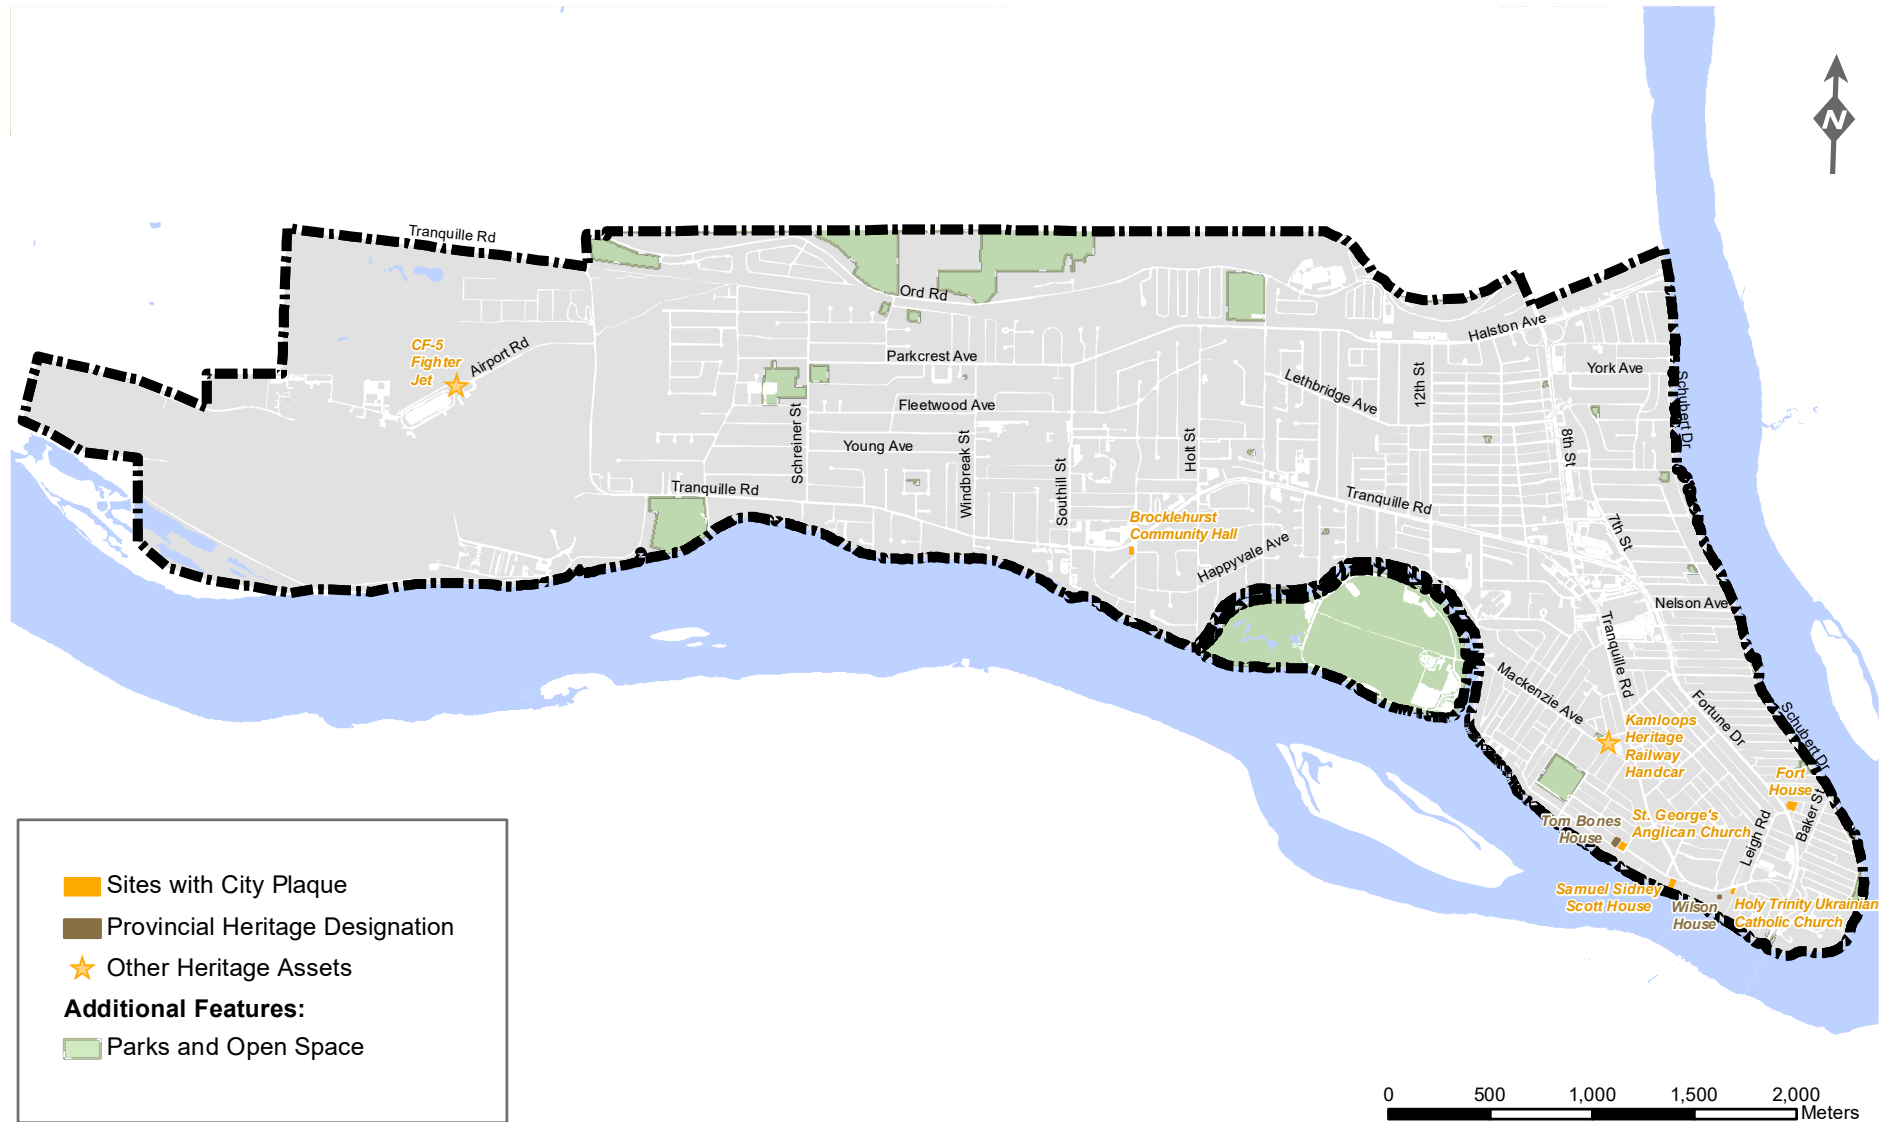 N
Tranquille Rd
CF-5
Fighter
Jet
Airport Rd
Ord Rd
Halston Ave
Parkcrest Ave
York Ave
Lethbridge Ave
12th St
Schubert Dr
Fleetwood Ave
Schreiner St
Young Ave
Windbreak St
Southill St
Holt St
8th St
Tranquille Rd
Tranquille Rd
Brocklehurst
Community Hall
7th St
Happyvale Ave
Nelson Ave
Tranquille Rd
Mackenzie Ave
Fortune Dr
Schubert Dr
Kamloops
Heritage
Railway
Handcar
Fort
House
Baker St
Leigh Rd
Tom Bones
House
St. George's
Anglican Church
Samuel Sidney
Scott House
Wilson
House
Holy Trinity Ukrainian
Catholic Church
Sites with City Plaque
Provincial Heritage Designation
Other Heritage Assets
Additional Features:
Parks and Open Space
0 500 1,000 1,500 2,000
Meters